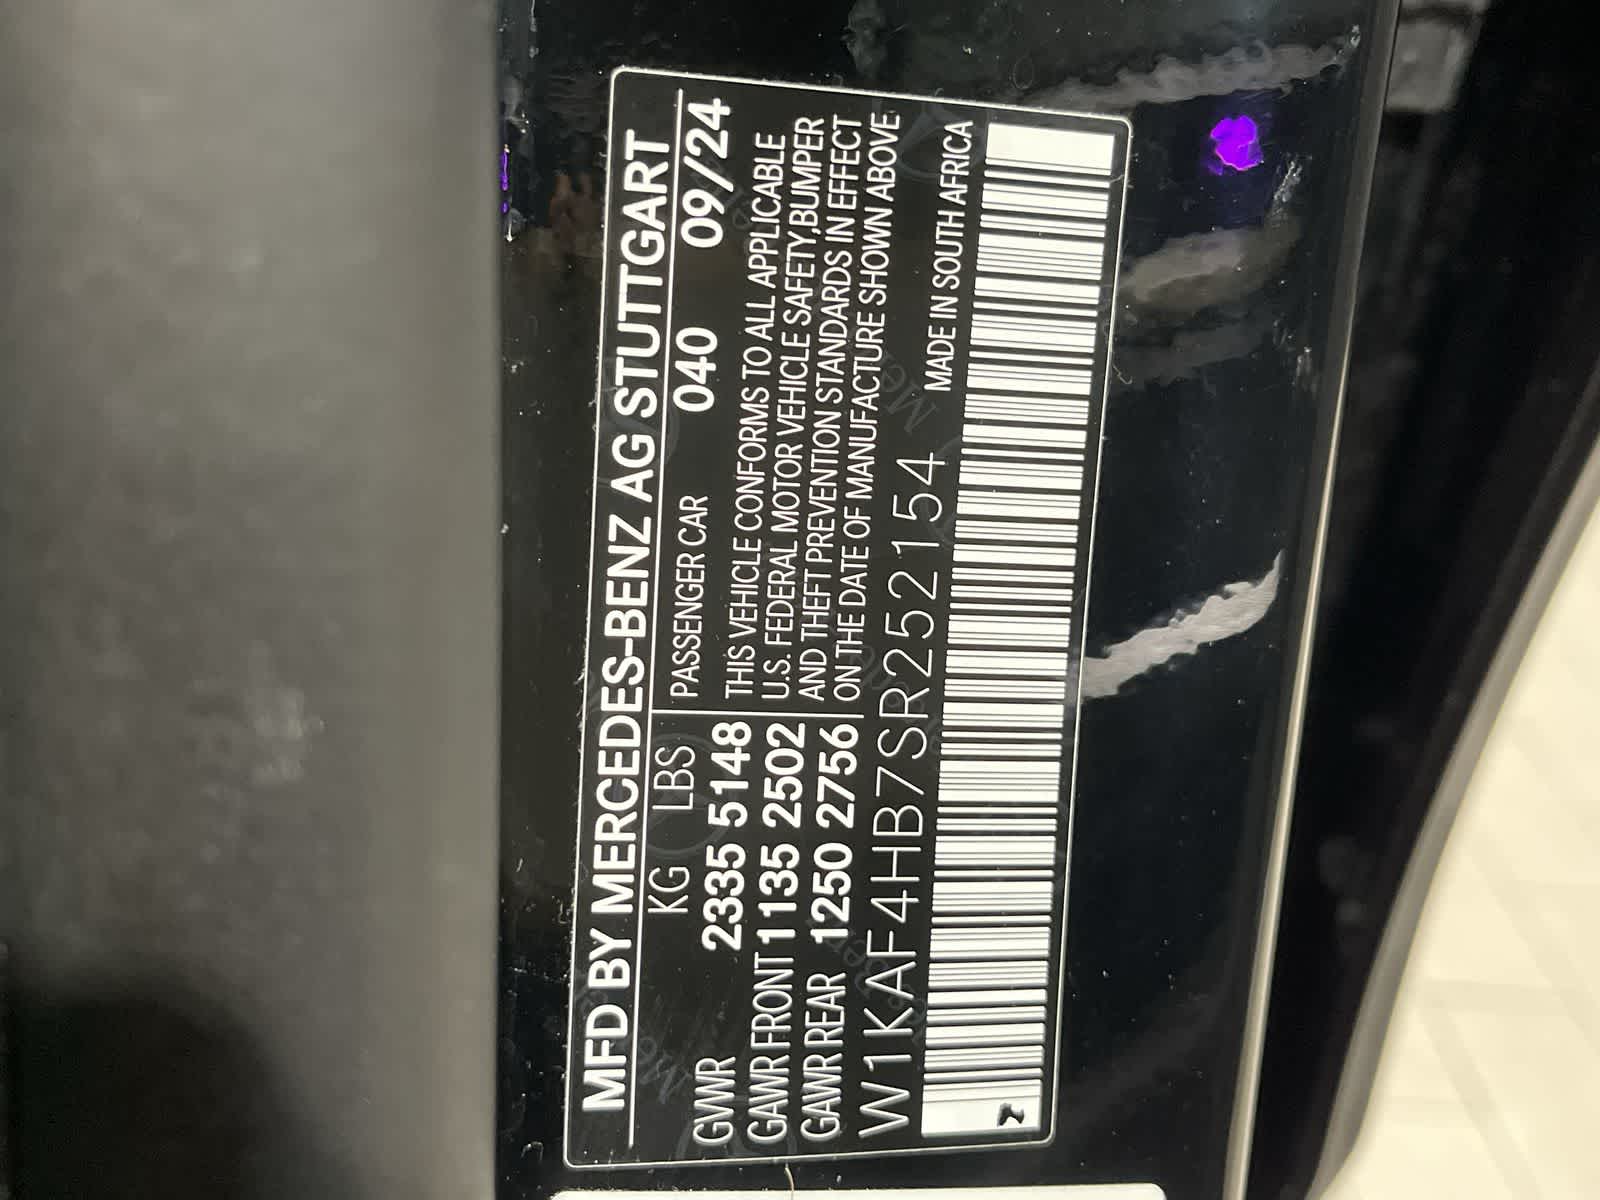 MFD BY MERCEDES-BENZ AG STUTTGART
KG LBS
GVWR 2335 5148
GAWR FRONT 1135 2502
GAWR REAR 1250 2756
PASSENGER CAR 040 09/24
THIS VEHICLE CONFORMS TO ALL APPLICABLE
U.S. FEDERAL MOTOR VEHICLE SAFETY,BUMPER
AND THEFT PREVENTION STANDARDS IN EFFECT
ON THE DATE OF MANUFACTURE SHOWN ABOVE
W1KAF4HB7SR252154 MADE IN SOUTH AFRICA